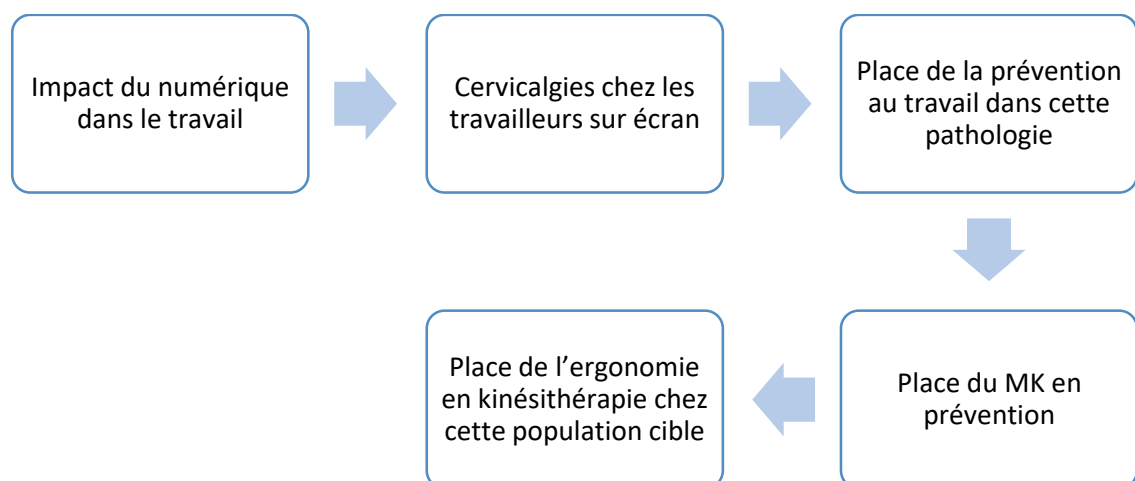 Impact du numérique
dans le travail
Cervicalgies chez les
travailleurs sur écran
Place de la prévention
au travail dans cette
pathologie
Place du MK en
prévention
Place de l’ergonomie
en kinésithérapie chez
cette population cible